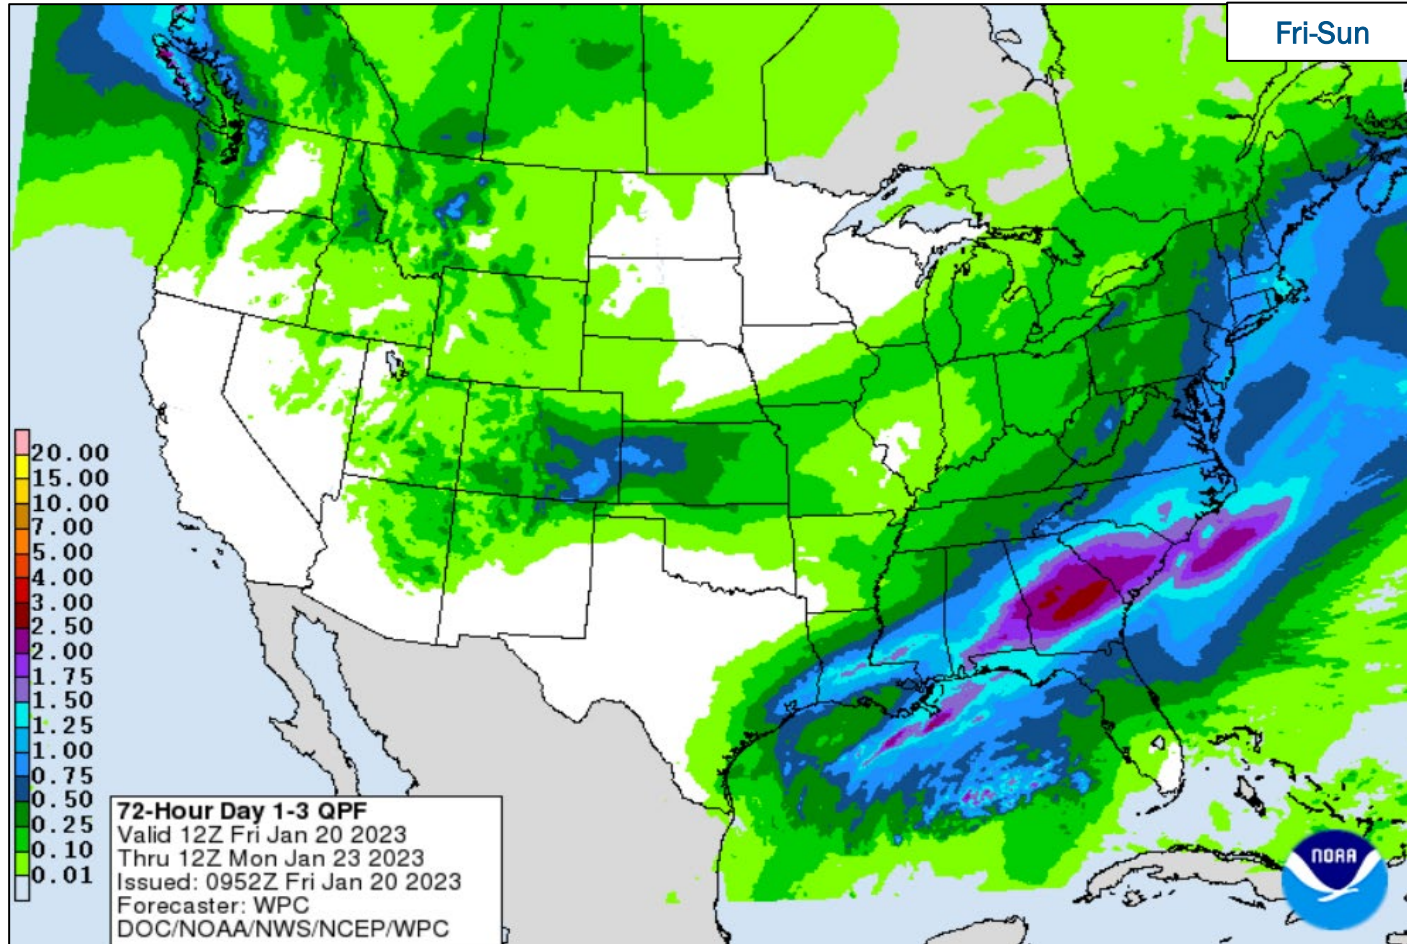 Fri-Sun
20.00
15.00
10.00
7.00
5.00
4.00
3.00
2.50
2.00
1.75
1.50
1.25
1.00
0.75
0.50
0.25
0.10
0.01
72-Hour Day 1-3 QPF
Valid 12Z Fri Jan 20 2023
Thru 12Z Mon Jan 23 2023
Issued: 0952Z Fri Jan 20 2023
Forecaster: WPC
DOC/NOAA/NWS/NCEP/WPC
NOAA